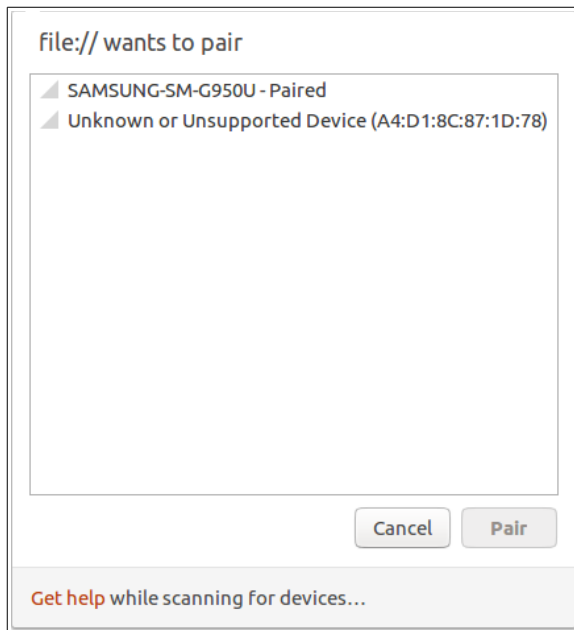 file:// wants to pair
SAMSUNG-SM-G950U - Paired
Unknown or Unsupported Device (A4:D1:8C:87:1D:78)
Cancel
Pair
Get help while scanning for devices...